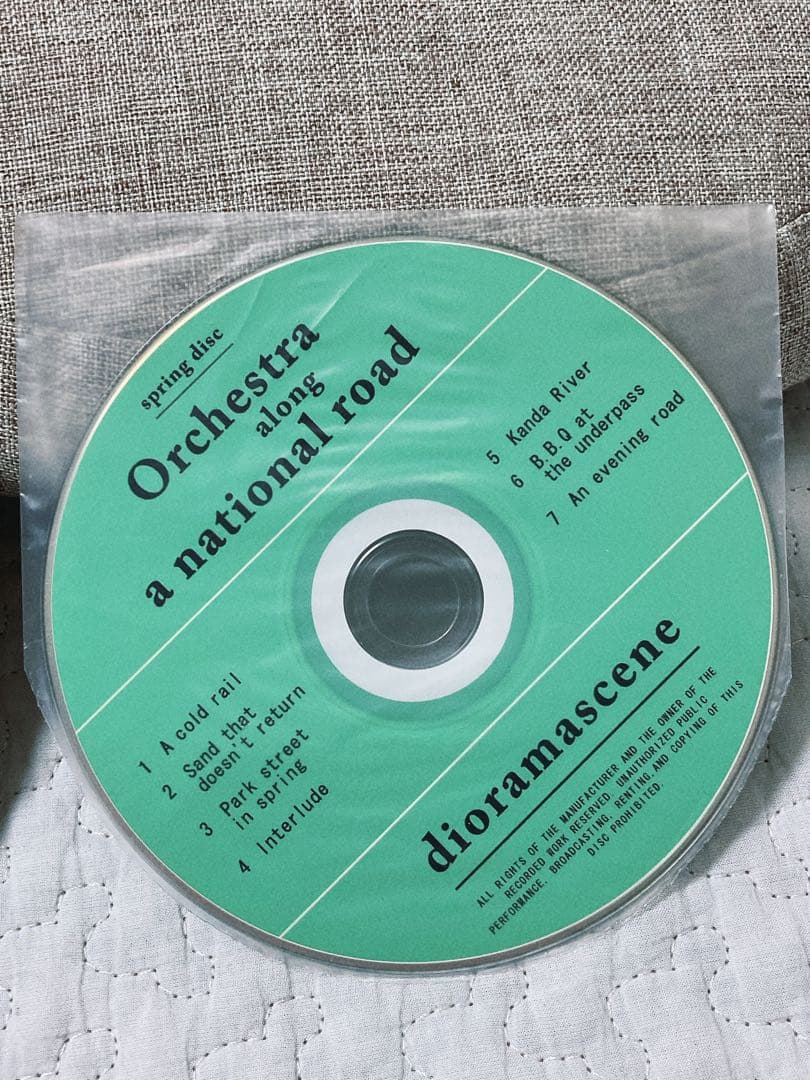 spring disc
Orchestra
along
a national road
1 A cold rail
2 Sand that
doesn't return
3 Park street
in spring
4 Interlude
5 Kanda River
6 B.B.Q at
the underpass
7 An evening road
dioramascene
ALL RIGHTS OF THE MANUFACTURER AND THE OWNER OF THE
RECORDED WORK RESERVED. UNAUTHORIZED PUBLIC
PERFORMANCE. BROADCASTING. RENTING.AND COPYING OF THIS
DISC PROHIBITED.